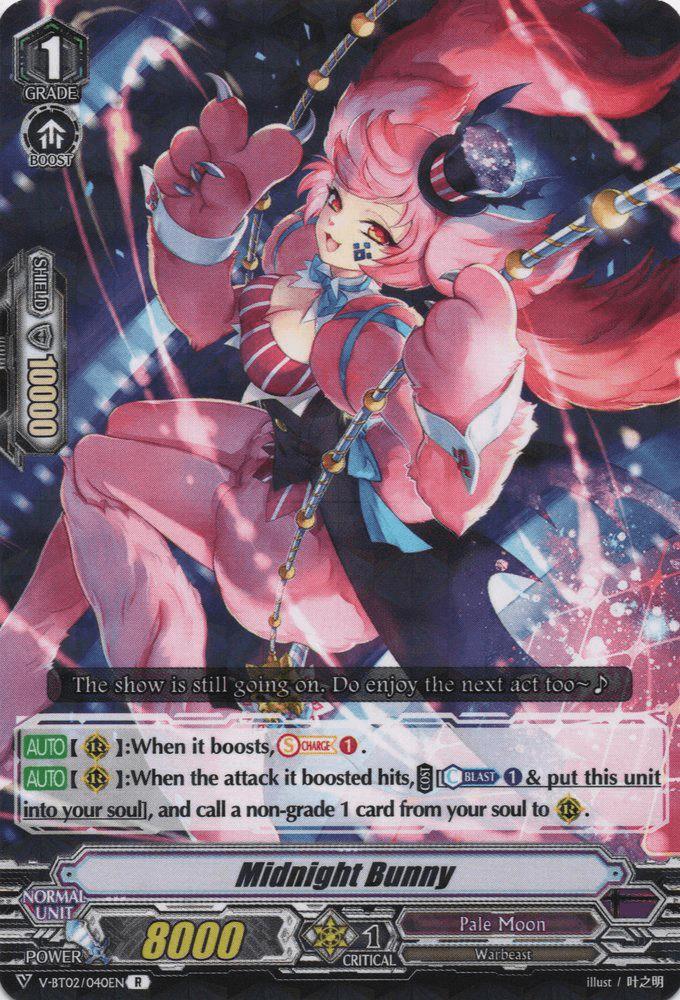 1
GRADE
BOOST
SHIELD 10000
The show is still going on. Do enjoy the next act too~♪
AUTO【 R 】:When it boosts, S CHARGE 1 .
AUTO【 R 】:When the attack it boosted hits, COST [C BLAST 1 & put this unit
into your soul], and call a non-grade 1 card from your soul to R .
Midnight Bunny
NORMAL
UNIT
POWER 8000
1
CRITICAL
Pale Moon
Warbeast
V-BT02/040EN R
illust / 叶之明